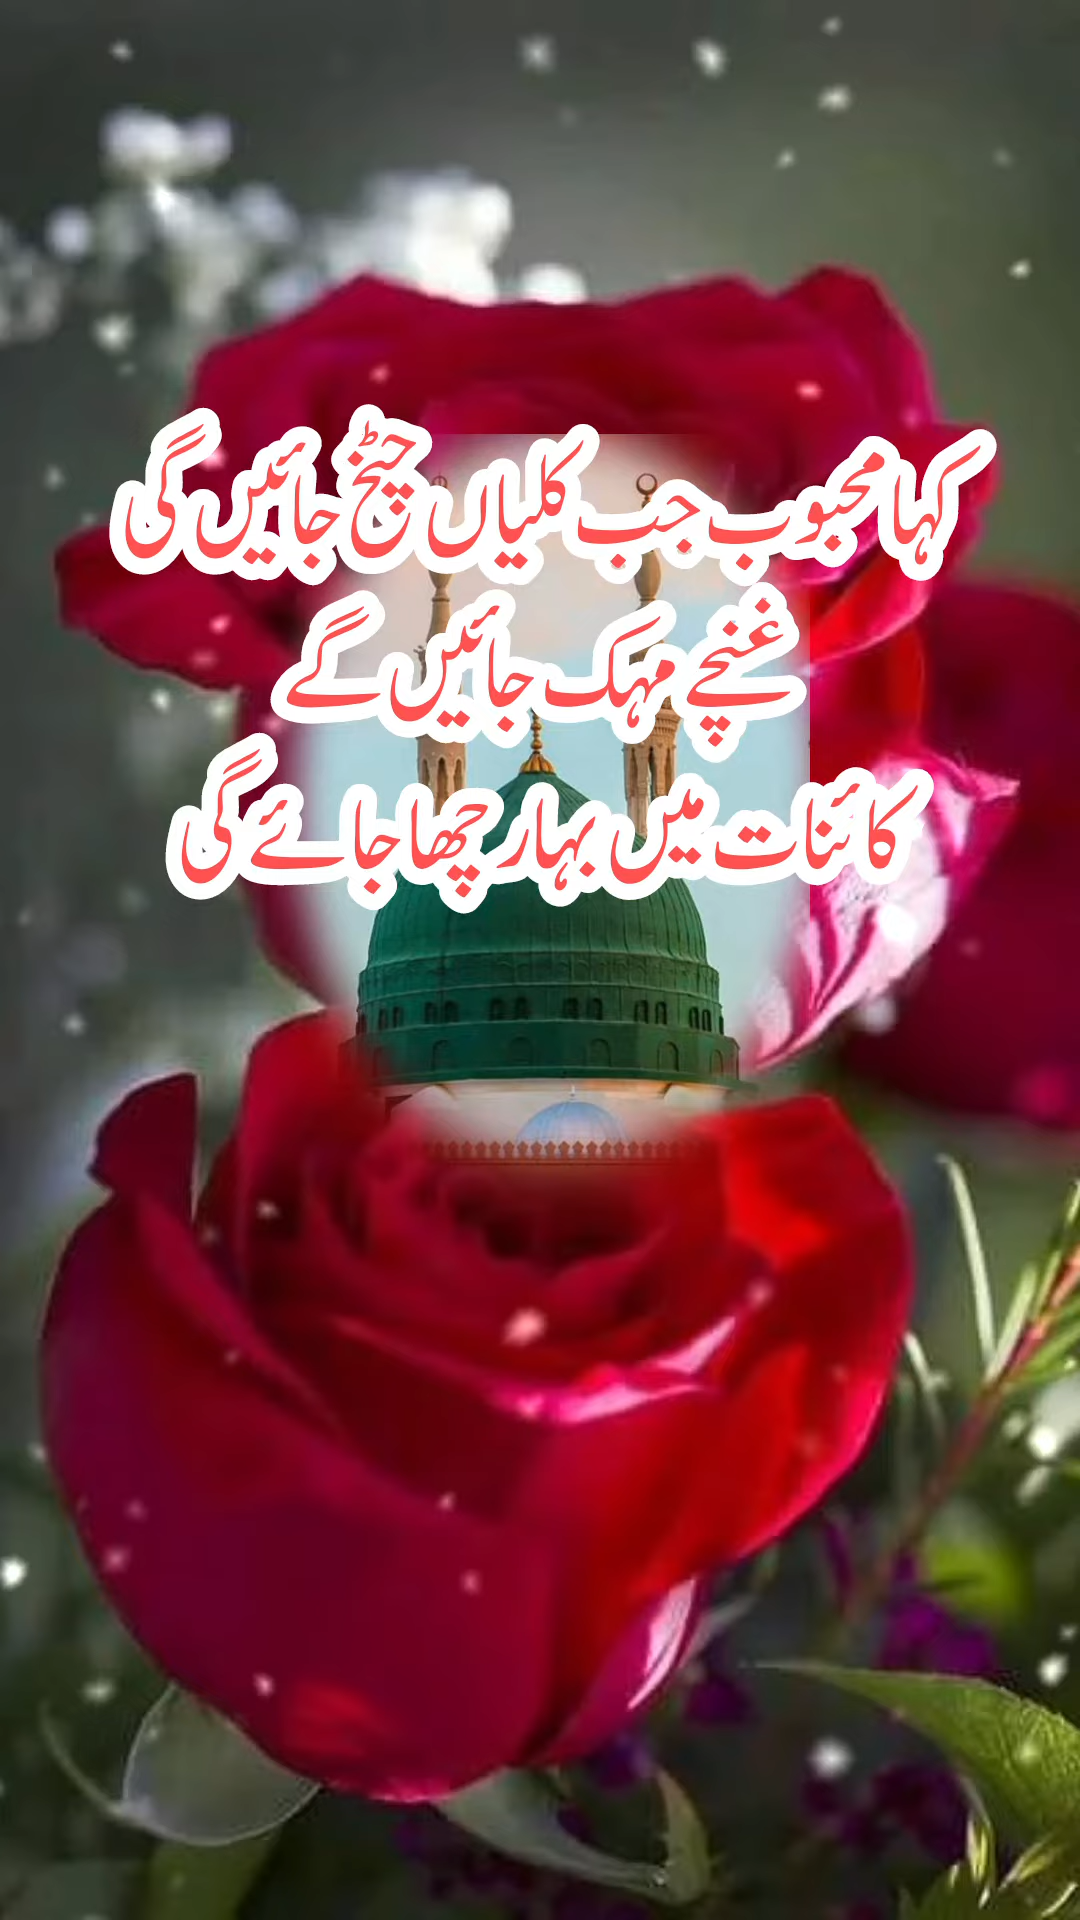 کہا محبوب جب کلیاں چٹخ جائیں گی
غنچے مہک جائیں گے
کائنات میں بہار چھا جائے گی